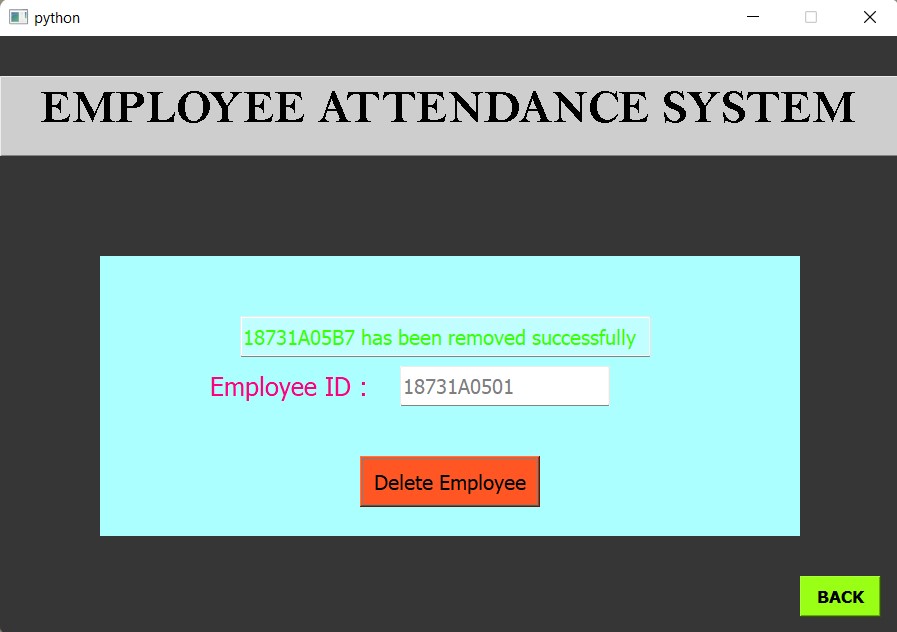 python
EMPLOYEE ATTENDANCE SYSTEM
18731A05B7 has been removed successfully
Employee ID :
18731A0501
Delete Employee
BACK